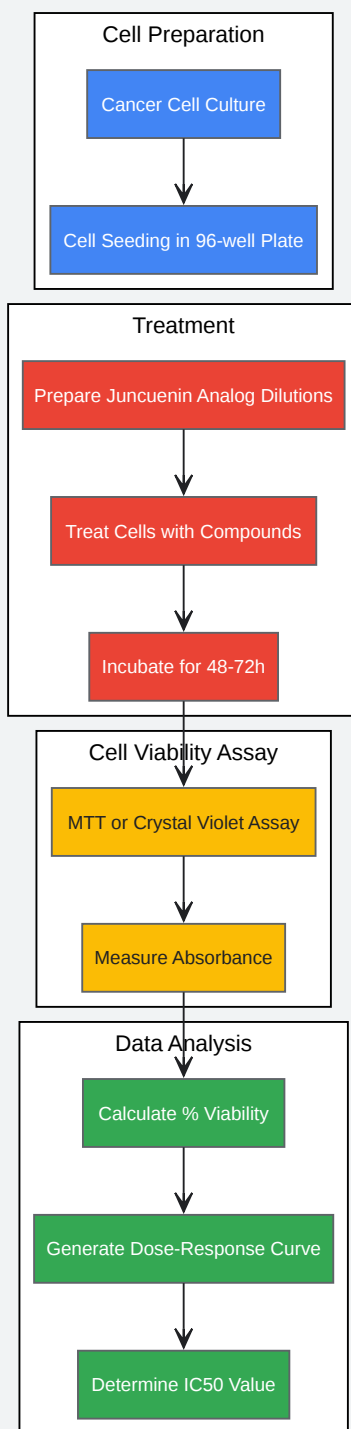 Cell Preparation
Cancer Cell Culture
Cell Seeding in 96-well Plate
Treatment
Prepare Juncuenin Analog Dilutions
Treat Cells with Compounds
Incubate for 48-72h
Cell Viability Assay
MTT or Crystal Violet Assay
Measure Absorbance
Data Analysis
Calculate % Viability
Generate Dose-Response Curve
Determine IC50 Value